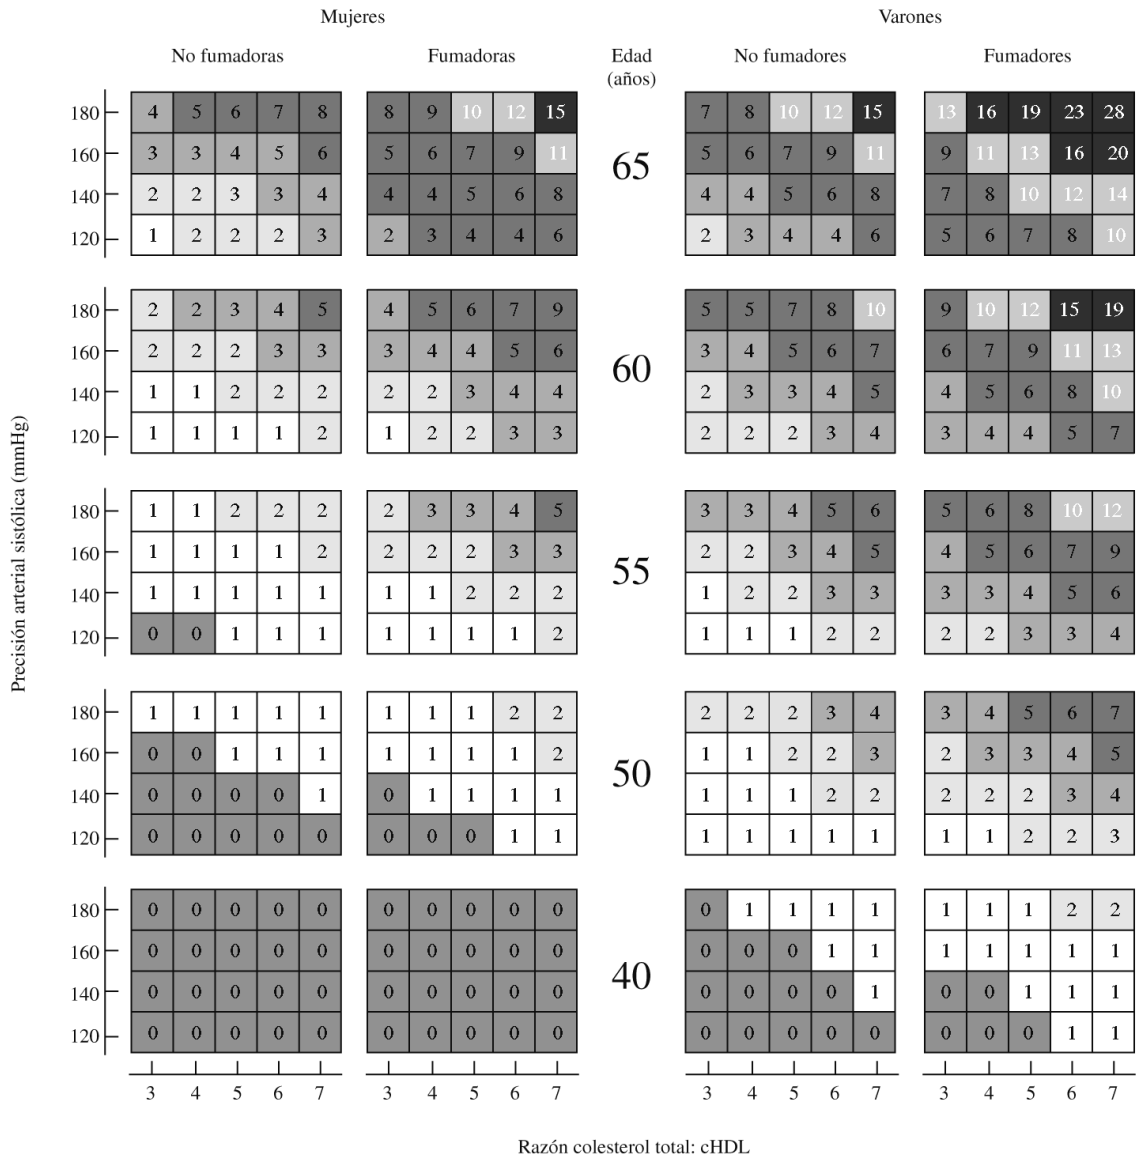 Mujeres Varones
No fumadoras Fumadoras Edad (años) No fumadores Fumadores
180 4 5 6 7 8 8 9 10 12 15 7 8 10 12 15 13 16 19 23 28
160 3 3 4 5 6 5 6 7 9 11 65 5 6 7 9 11 9 11 13 16 20
140 2 2 3 3 4 4 4 5 6 8 4 4 5 6 8 7 8 10 12 14
120 1 2 2 2 3 2 3 4 4 6 2 3 4 4 6 5 6 7 8 10
180 2 2 3 4 5 4 5 6 7 9 5 5 7 8 10 9 10 12 15 19
160 2 2 2 3 3 3 4 4 5 6 60 3 4 5 6 7 6 7 9 11 13
140 1 1 2 2 2 2 2 3 4 4 2 3 3 4 5 4 5 6 8 10
120 1 1 1 1 2 1 2 2 3 3 2 2 2 3 4 3 4 4 5 7
Precisión arterial sistólica (mmHg)
180 1 1 2 2 2 2 3 3 4 5 3 3 4 5 6 5 6 8 10 12
160 1 1 1 1 2 2 2 2 3 3 55 2 2 3 4 5 4 5 6 7 9
140 1 1 1 1 1 1 1 2 2 2 1 2 2 3 3 3 3 4 5 6
120 0 0 1 1 1 1 1 1 1 2 1 1 1 2 2 2 2 3 3 4
180 1 1 1 1 1 1 1 1 2 2 2 2 2 3 4 3 4 5 6 7
160 0 0 1 1 1 1 1 1 1 2 50 1 1 2 2 3 2 3 3 4 5
140 0 0 0 0 1 0 1 1 1 1 1 1 1 2 2 2 2 2 3 4
120 0 0 0 0 0 0 0 0 1 1 1 1 1 1 1 1 1 2 2 3
180 0 0 0 0 0 0 0 0 0 0 0 1 1 1 1 1 1 1 2 2
160 0 0 0 0 0 0 0 0 0 0 40 0 0 0 1 1 1 1 1 1 1
140 0 0 0 0 0 0 0 0 0 0 0 0 0 0 1 0 0 1 1 1
120 0 0 0 0 0 0 0 0 0 0 0 0 0 0 0 0 0 0 1 1
3 4 5 6 7 3 4 5 6 7 3 4 5 6 7 3 4 5 6 7
Razón colesterol total: cHDL